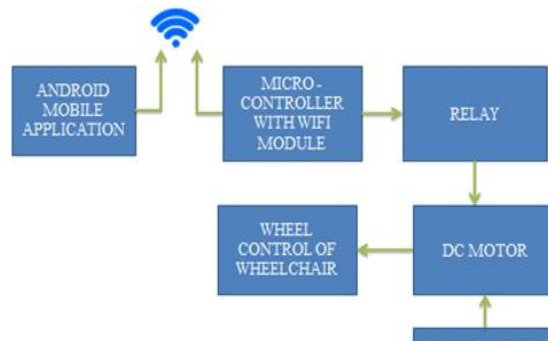 ANDROID
MOBILE
APPLICATION
MICRO -
CONTROLLER
WITH WIFI
MODULE
RELAY
WHEEL
CONTROL OF
WHEELCHAIR
DC MOTOR